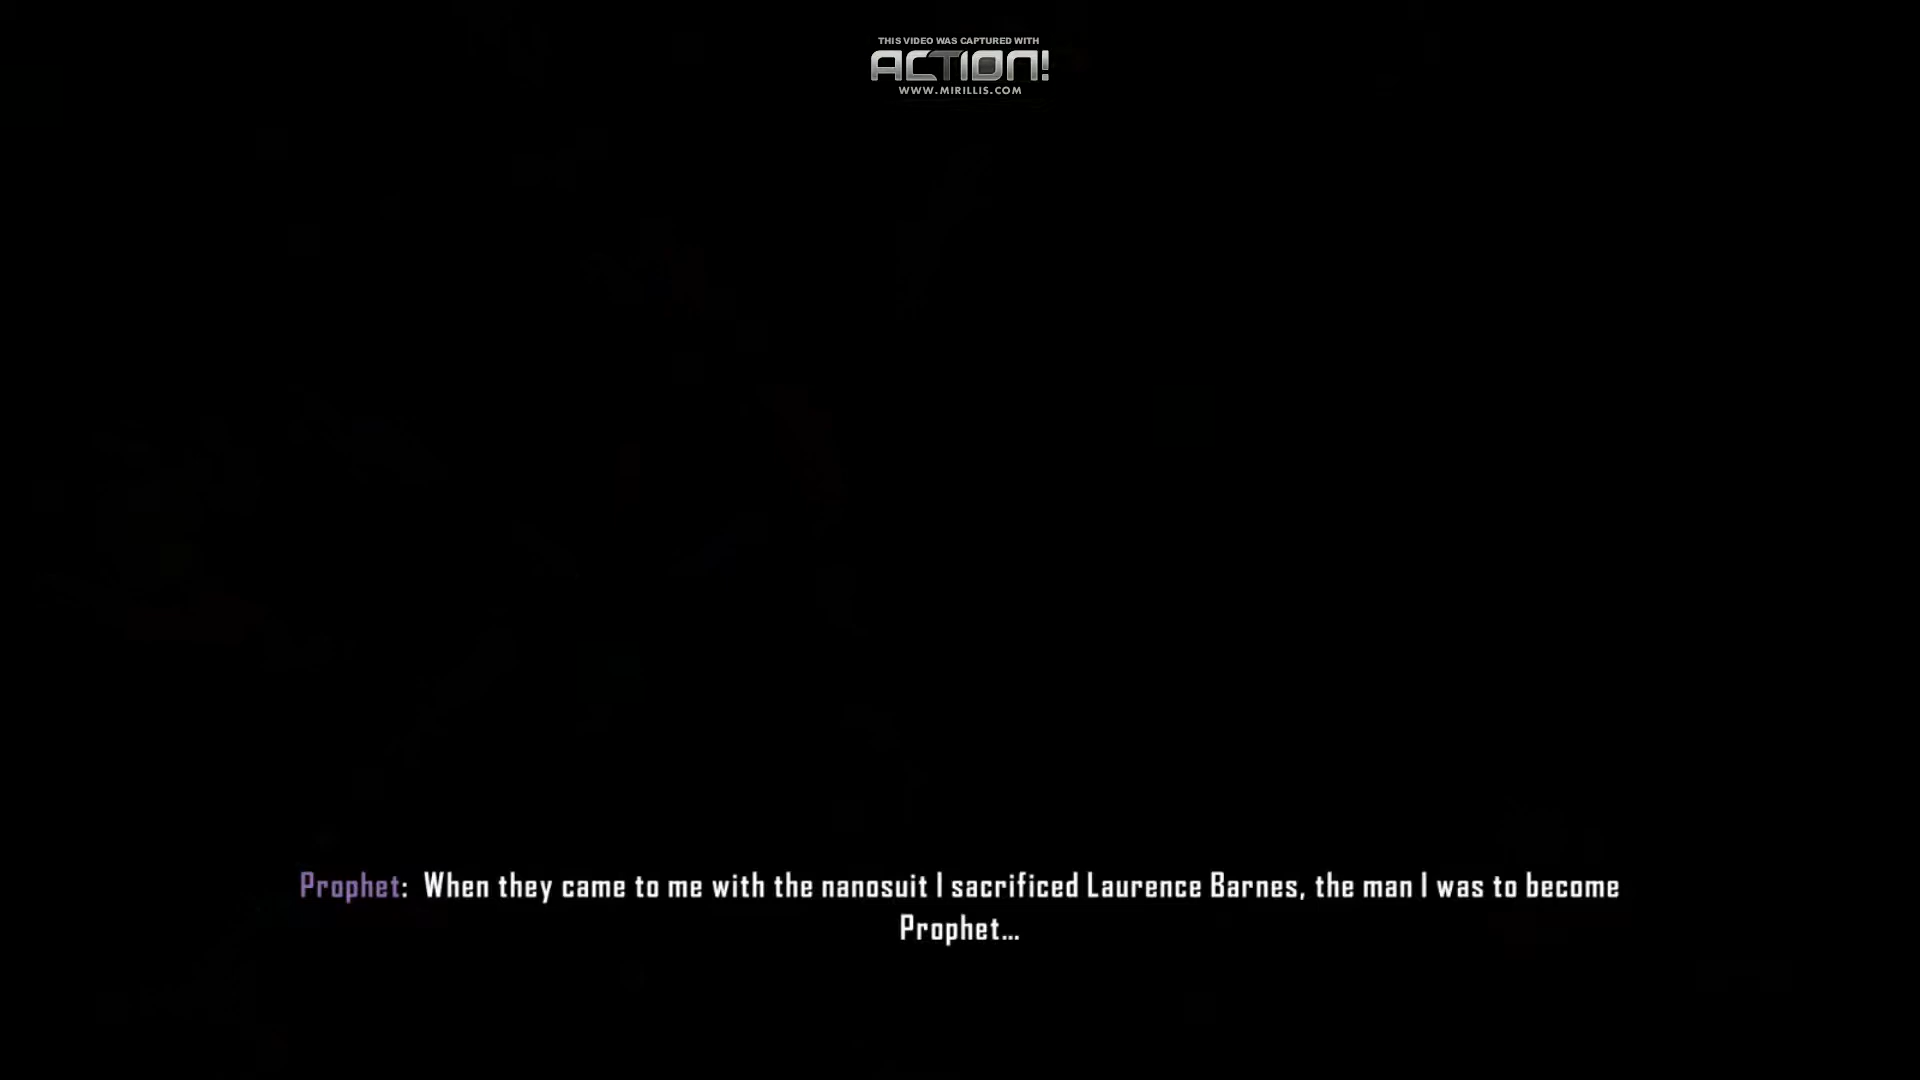 THIS VIDEO WAS CAPTURED WITH
ACTION!
WWW.MIRILLIS.COM
Prophet: When they came to me with the nanosuit I sacrificed Laurence Barnes, the man I was to become
Prophet...